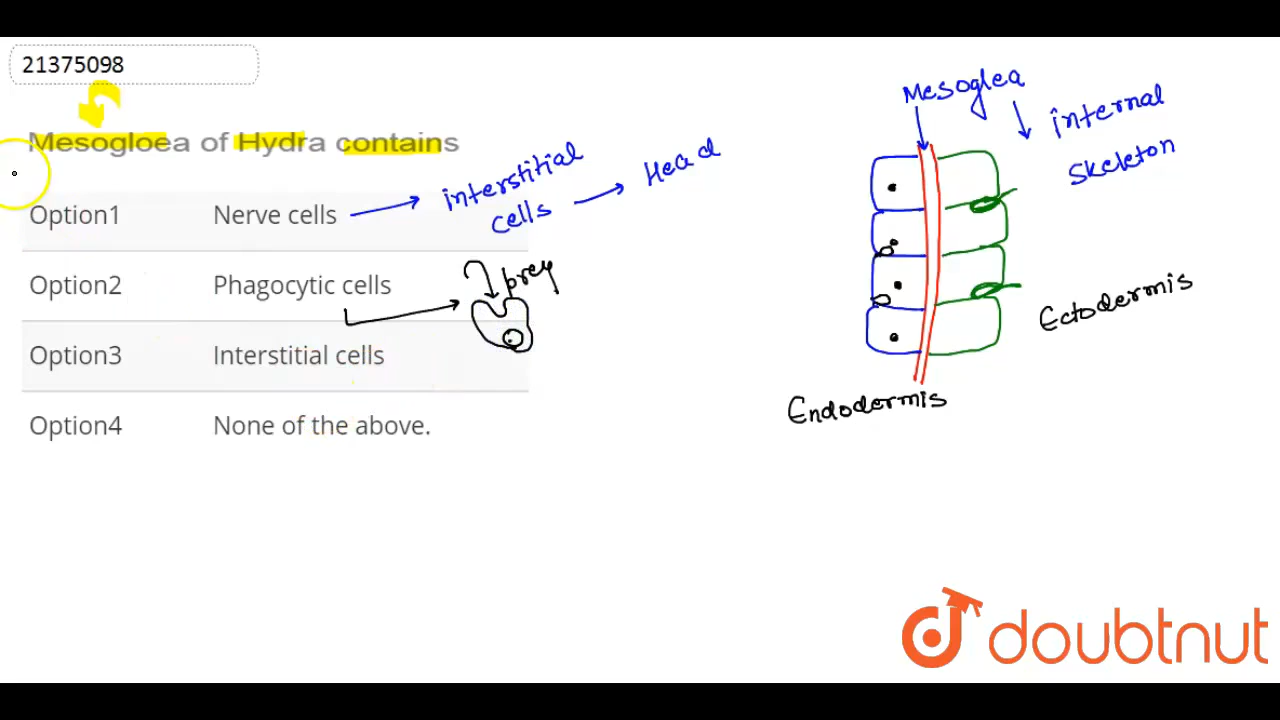 21375098
Mesogloea of Hydra contains
Option1 Nerve cells
interstitial
cells
Head
Option2 Phagocytic cells
prey
Option3 Interstitial cells
Option4 None of the above.
Mesoglea
internal
skeleton
Ectodermis
Endodermis
doubtnut